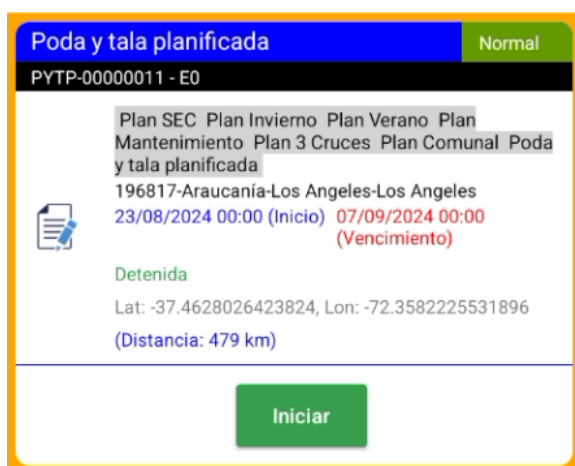 Poda y tala planificada Normal
PYTP-00000011 - E0
Plan SEC Plan Invierno Plan Verano Plan
Mantenimiento Plan 3 Cruces Plan Comunal Poda
y tala planificada
196817-Araucanía-Los Angeles-Los Angeles
23/08/2024 00:00 (Inicio) 07/09/2024 00:00
(Vencimiento)
Detenida
Lat: -37.4628026423824, Lon: -72.3582225531896
(Distancia: 479 km)
Iniciar